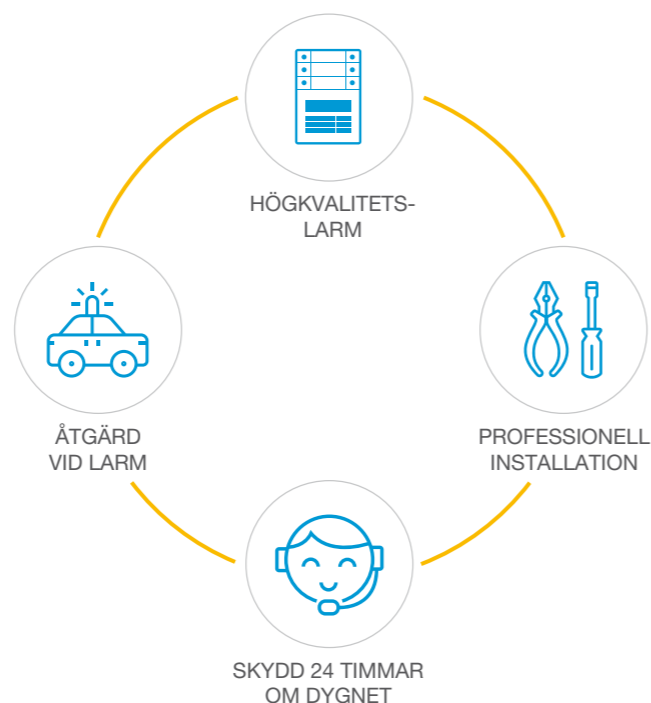 HÖGKVALITETS-
LARM
PROFESSIONELL
INSTALLATION
SKYDD 24 TIMMAR
OM DYGNET
ÅTGÄRD
VID LARM